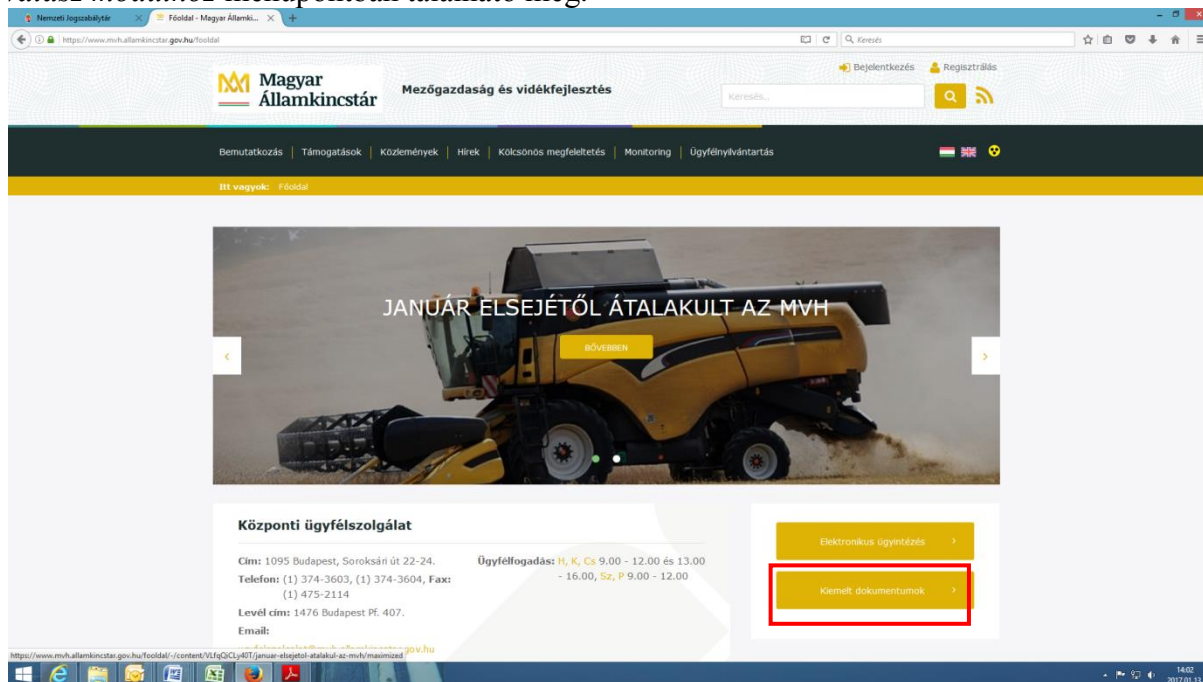 menüpontban található meg.
Nemzeti Jogszabálytár
Főoldal - Magyar Államki...
https://www.mvh.allamkincstar.gov.hu/fooldal
Keresés
Bejelentkezés Regisztrálás
Magyar
Államkincstár
Mezőgazdaság és vidékfejlesztés
Keresés..
Bemutatkozás | Támogatások | Közlemények | Hírek | Kölcsönös megfeleltetés | Monitoring | Ügyfélnyilvántartás
Itt vagyok: Főoldal
JANUÁR ELSEJÉTŐL ÁTALAKULT AZ MVH
BŐVEBBEN
Központi ügyfélszolgálat
Cím: 1095 Budapest, Soroksári út 22-24.
Telefon: (1) 374-3603, (1) 374-3604, Fax:
(1) 475-2114
Levél cím: 1476 Budapest Pf. 407.
Email:
Ügyfélfogadás: H, K, Cs 9.00 - 12.00 és 13.00
- 16.00, Sz, P 9.00 - 12.00
Elektronikus ügyintézés
Kiemelt dokumentumok
https://www.mvh.allamkincstar.gov.hu/fooldal/-/content/VLfqQiCLy40T/januar-elsejetol-atalakul-az-mvh/maximized
14:02
2017.01.13